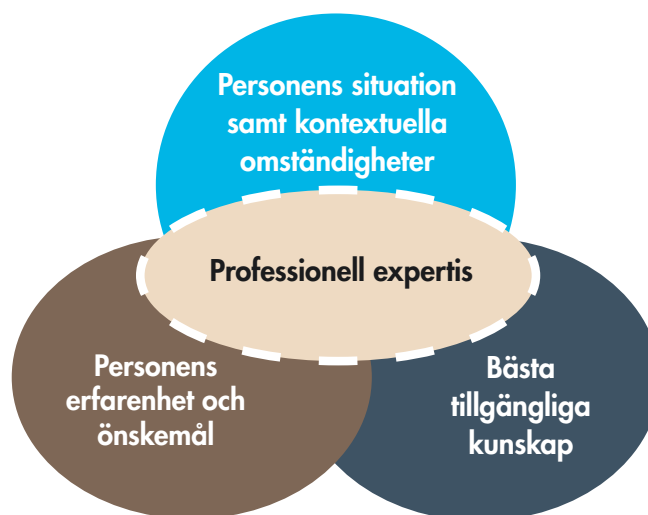 Personens situation
samt kontextuella
omständigheter
Professionell expertis
Personens
erfarenhet och
önskemål
Bästa
tillgängliga
kunskap